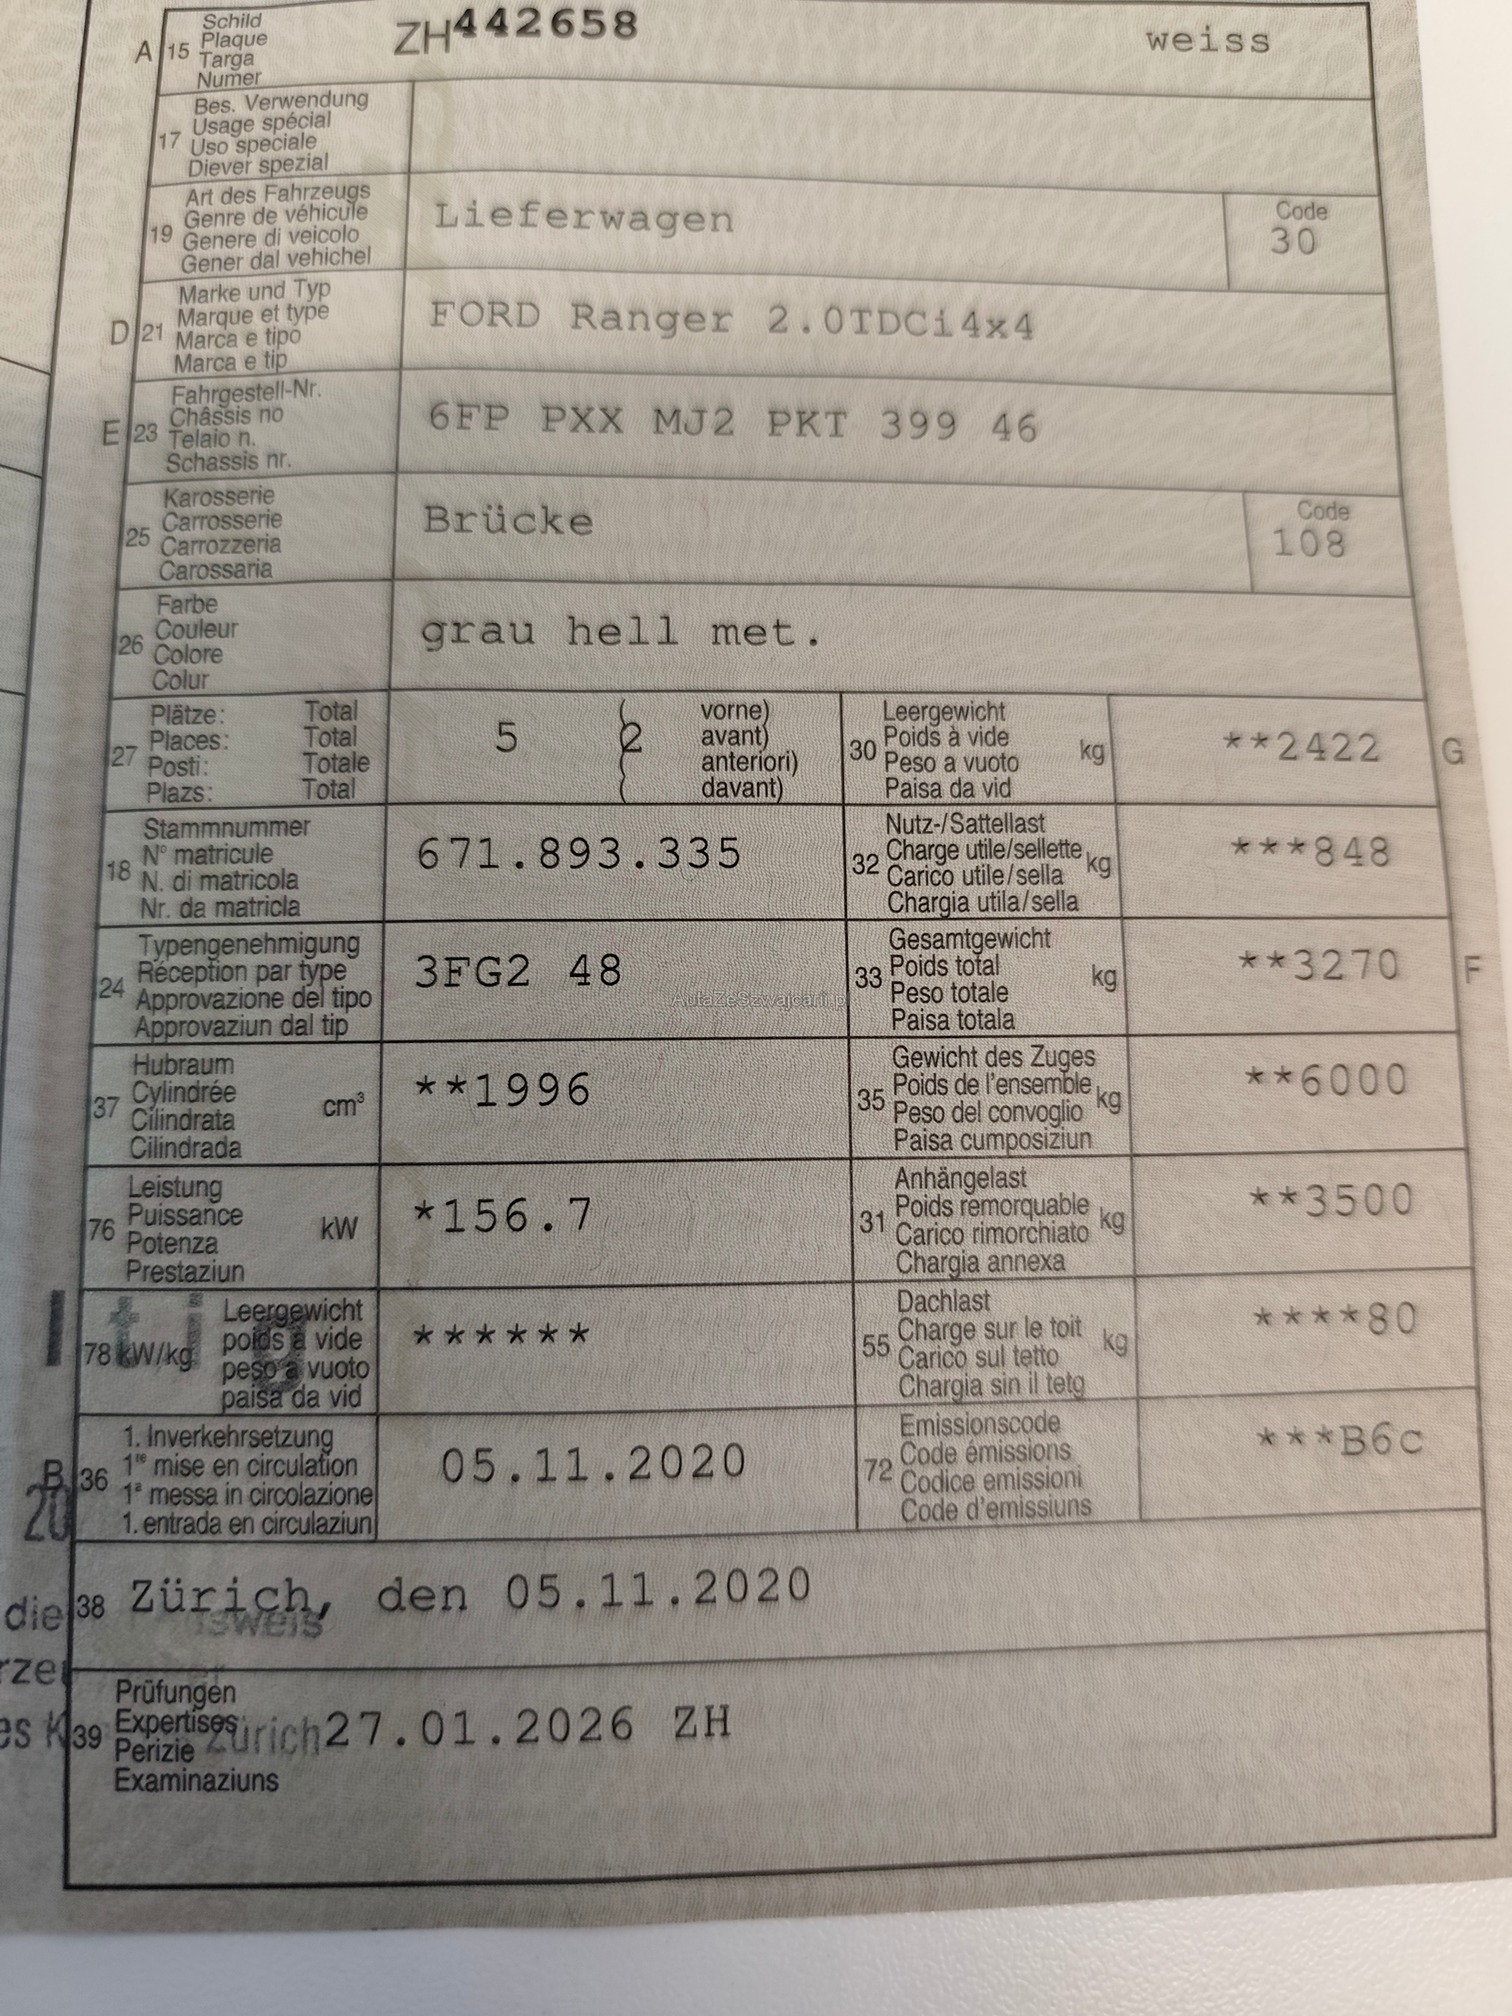 A 15 Schild Plaque Targa Numer ZH442658 weiss
17 Bes. Verwendung
Usage spécial
Uso speciale
Diever spezial
19 Art des Fahrzeugs
Genre de véhicule
Genere di veicolo
Gener dal vehichel
Lieferwagen
Code
30
D 21 Marke und Typ
Marque et type
Marca e tipo
Marca e tip
FORD Ranger 2.0TDCi4x4
E 23 Fahrgestell-Nr.
Châssis no
Telaio n.
Schassis nr.
6FP PXX MJ2 PKT 399 46
25 Karosserie
Carrosserie
Carrozzeria
Carossaria
Brücke
Code
108
26 Farbe
Couleur
Colore
Colur
grau hell met.
27 Plätze: Total
Places: Total
Posti: Totale
Plazs: Total
5 (2 vorne)
avant)
anteriori)
davant)
30 Leergewicht
Poids à vide kg
Peso a vuoto
Paisa da vid
**2422 G
18 Stammnummer
N° matricule
N. di matricola
Nr. da matricla
671.893.335
32 Nutz-/Sattellast
Charge utile/sellette kg
Carico utile/sella
Chargia utila/sella
***848
24 Typengenehmigung
Réception par type
Approvazione del tipo
Approvaziun dal tip
3FG2 48
33 Gesamtgewicht
Poids total kg
Peso totale
Paisa totala
**3270 F
AutaZeSzwajcarii.pl
37 Hubraum
Cylindrée cm³
Cilindrata
Cilindrada
**1996
35 Gewicht des Zuges
Poids de l'ensemble kg
Peso del convoglio
Paisa cumposiziun
**6000
76 Leistung
Puissance kW
Potenza
Prestaziun
*156.7
31 Anhängelast
Poids remorquable kg
Carico rimorchiato
Chargia annexa
**3500
78 kW/kg Leergewicht
poids à vide
peso a vuoto
paisa da vid
******
55 Dachlast
Charge sur le toit kg
Carico sul tetto
Chargia sin il tetg
****80
B 36 1. Inverkehrsetzung
1re mise en circulation
1a messa in circolazione
1. entrada en circulaziun
05.11.2020
72 Emissionscode
Code émissions
Codice emissioni
Code d'emissiuns
***B6c
20
die
38 Zürich, den 05.11.2020
39 Prüfungen
Expertises
Perizie
Examinaziuns
Zürich
27.01.2026 ZH